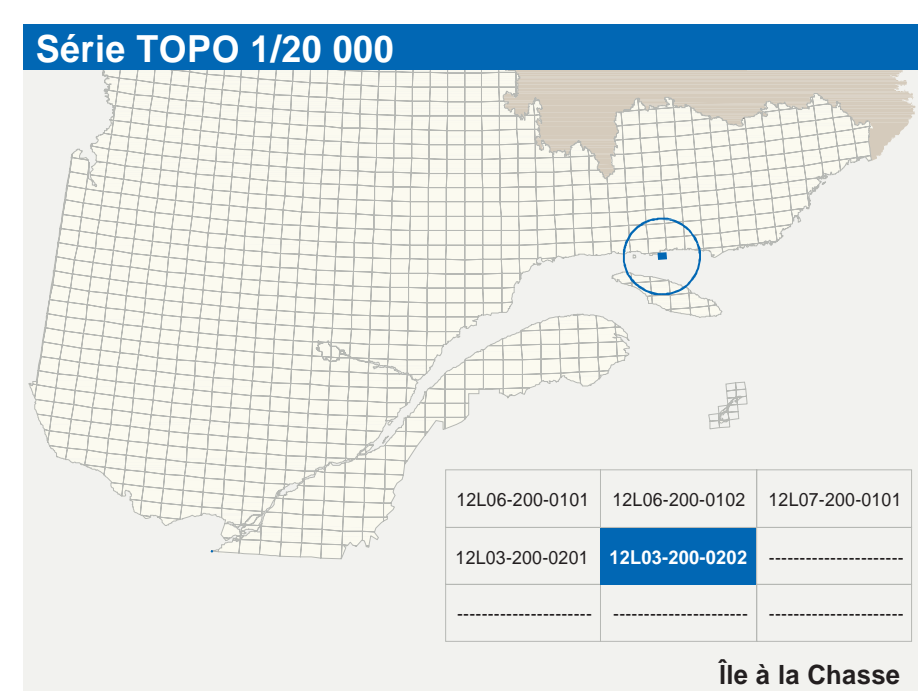 Série TOPO 1/20 000
12L06-200-0101 12L06-200-0102 12L07-200-0101
12L03-200-0201 12L03-200-0202 ----------------------
---------------------- ---------------------- ----------------------
Île à la Chasse